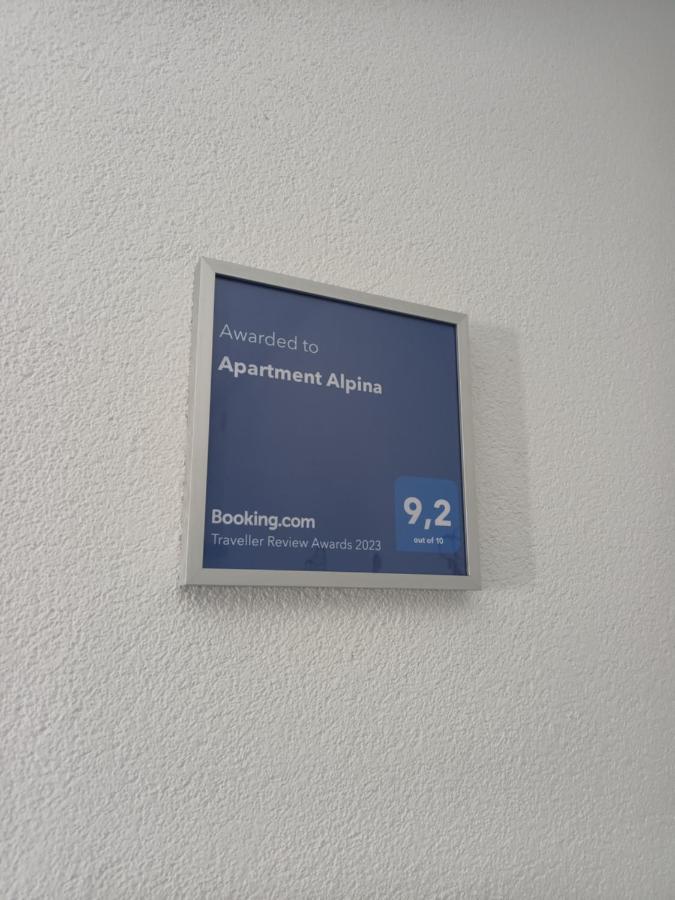 Awarded to
Apartment Alpina
Booking.com
Traveller Review Awards 2023
9,2
out of 10